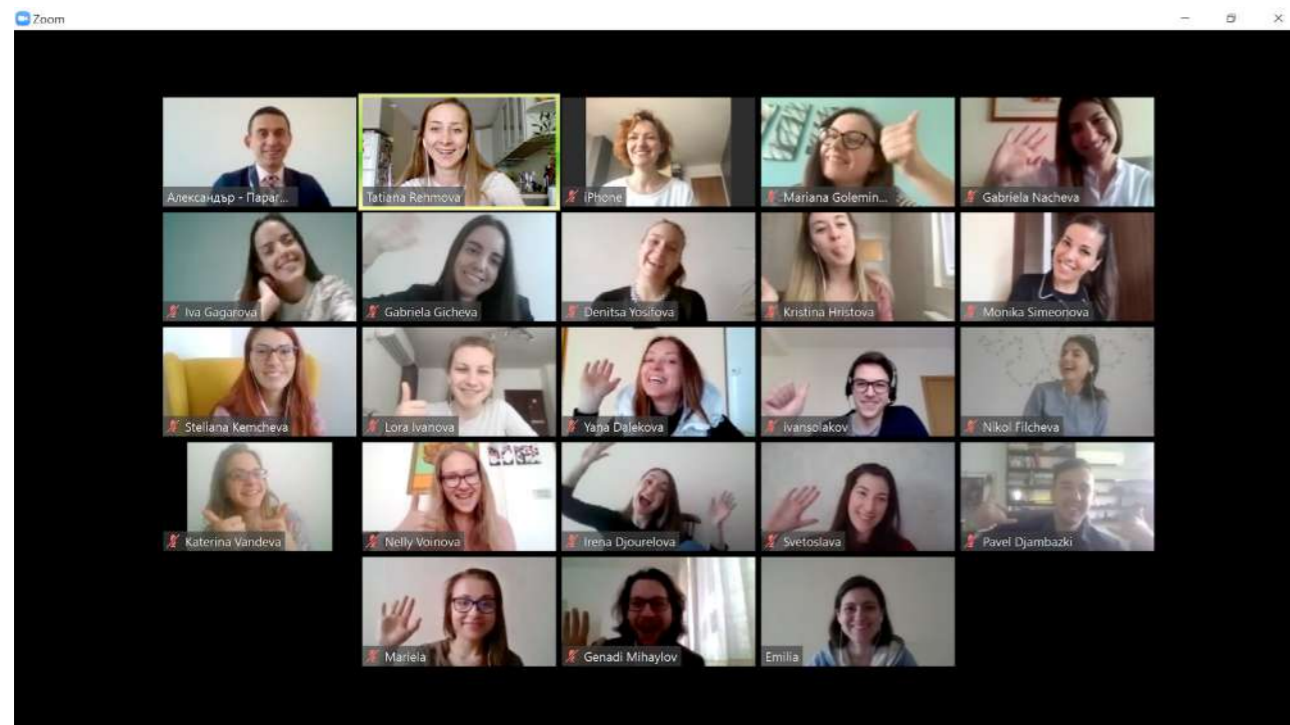 Zoom
Александър - Параг...
Tatiana Rehmova
iPhone
Mariana Golemin...
Gabriela Nacheva
Iva Gagarova
Gabriela Gicheva
Denitsa Yosifova
Kristina Hristova
Monika Simeonova
Steliana Kemcheva
Lora Ivanova
Yana Dalekova
ivansolakov
Nikol Filcheva
Katerina Vandeva
Nelly Voinova
Irena Djourelova
Svetoslava
Pavel Djambazki
Mariela
Genadi Mihaylov
Emilia